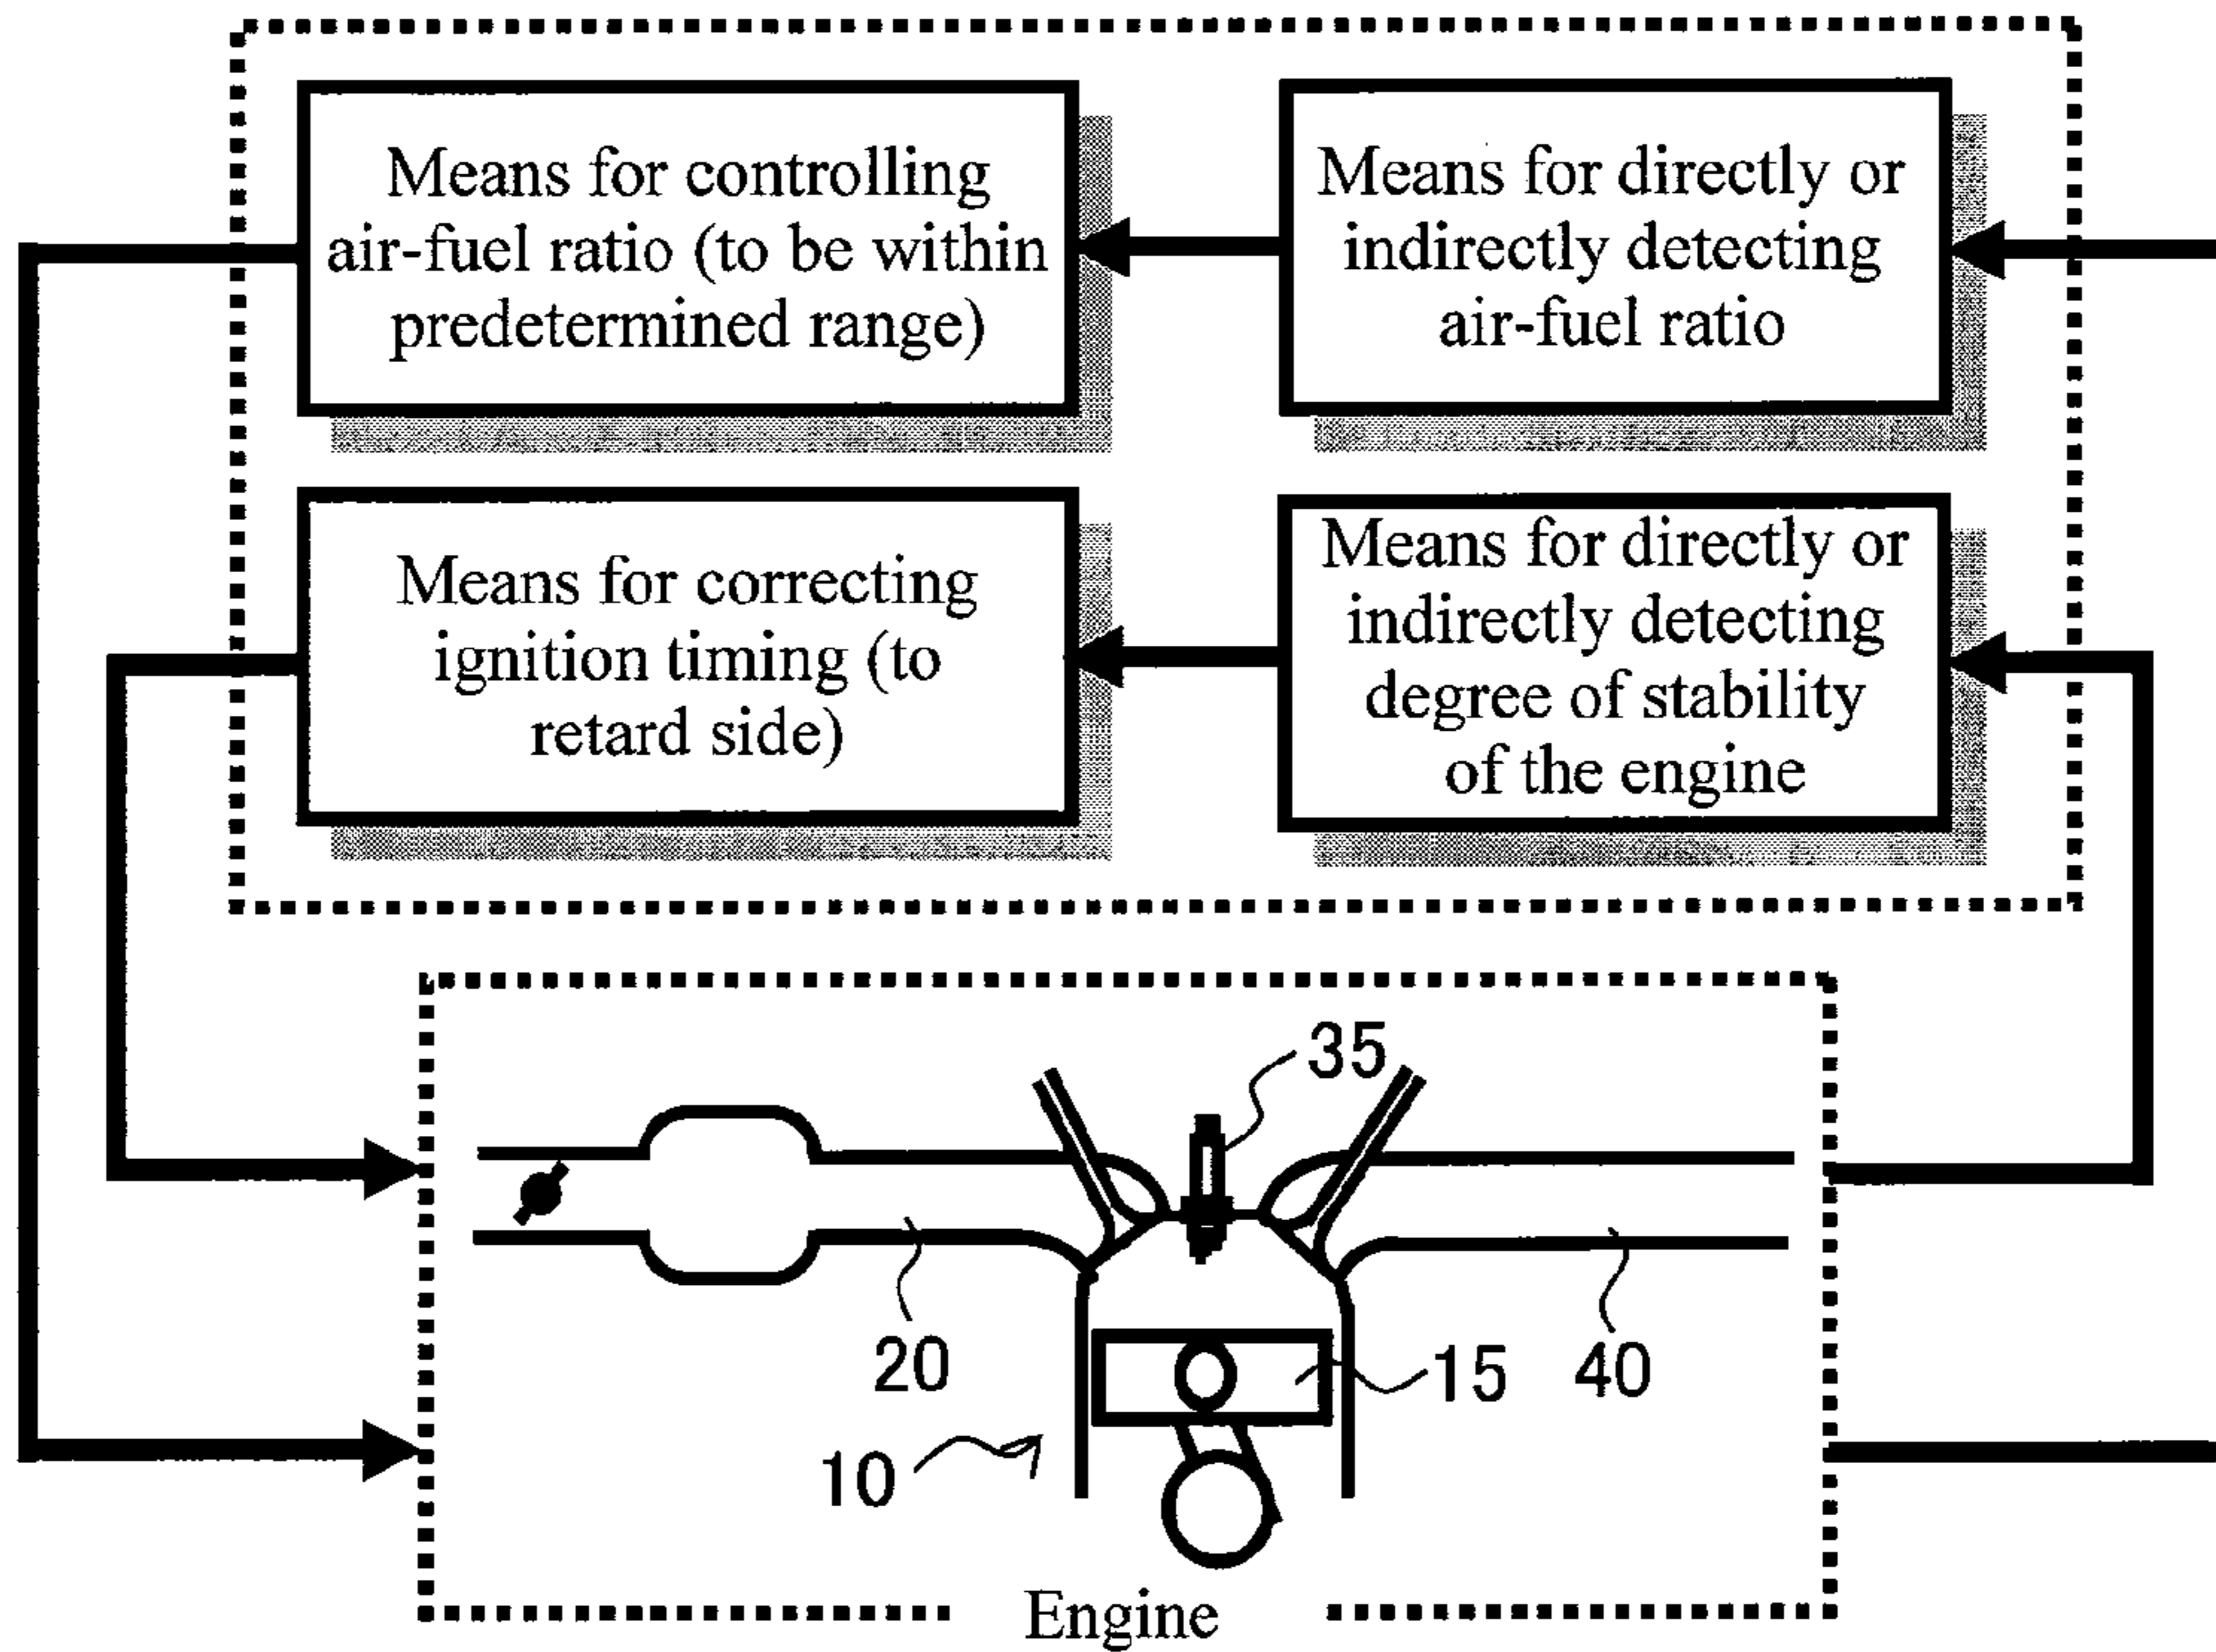 Means for controlling
air-fuel ratio (to be within
predetermined range)
Means for directly or
indirectly detecting
air-fuel ratio
Means for correcting
ignition timing (to
retard side)
Means for directly or
indirectly detecting
degree of stability
of the engine
35
20
15
40
10
Engine